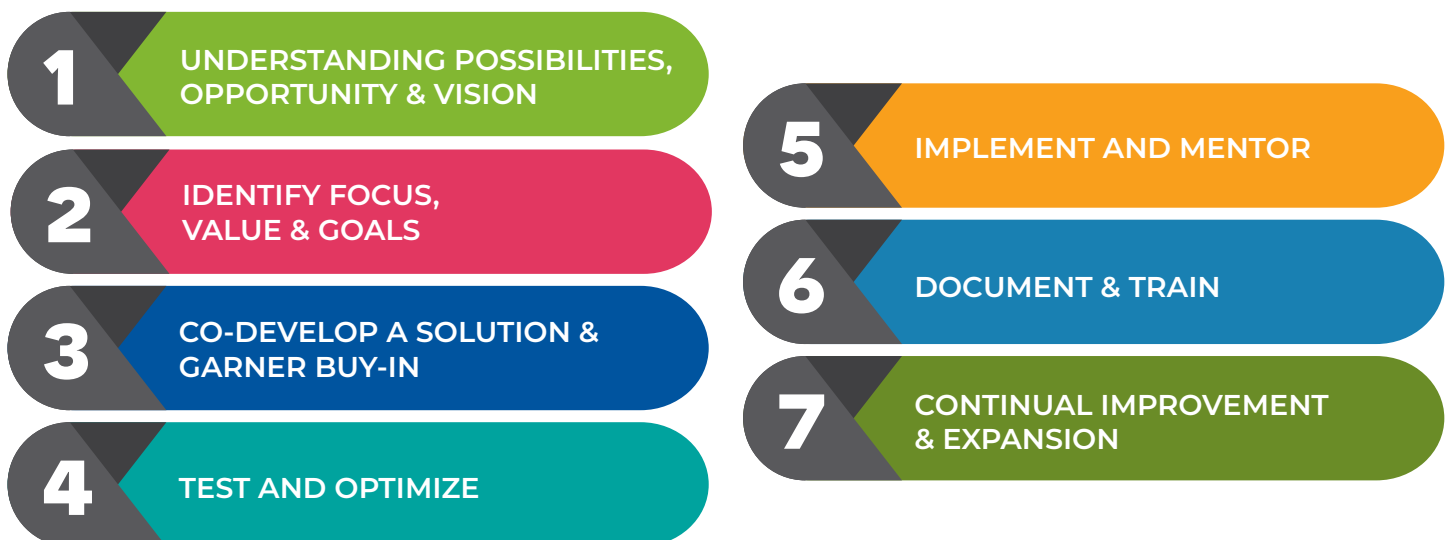 1
UNDERSTANDING POSSIBILITIES,
OPPORTUNITY & VISION
2
IDENTIFY FOCUS,
VALUE & GOALS
3
CO-DEVELOP A SOLUTION &
GARNER BUY-IN
4
TEST AND OPTIMIZE
5
IMPLEMENT AND MENTOR
6
DOCUMENT & TRAIN
7
CONTINUAL IMPROVEMENT
& EXPANSION